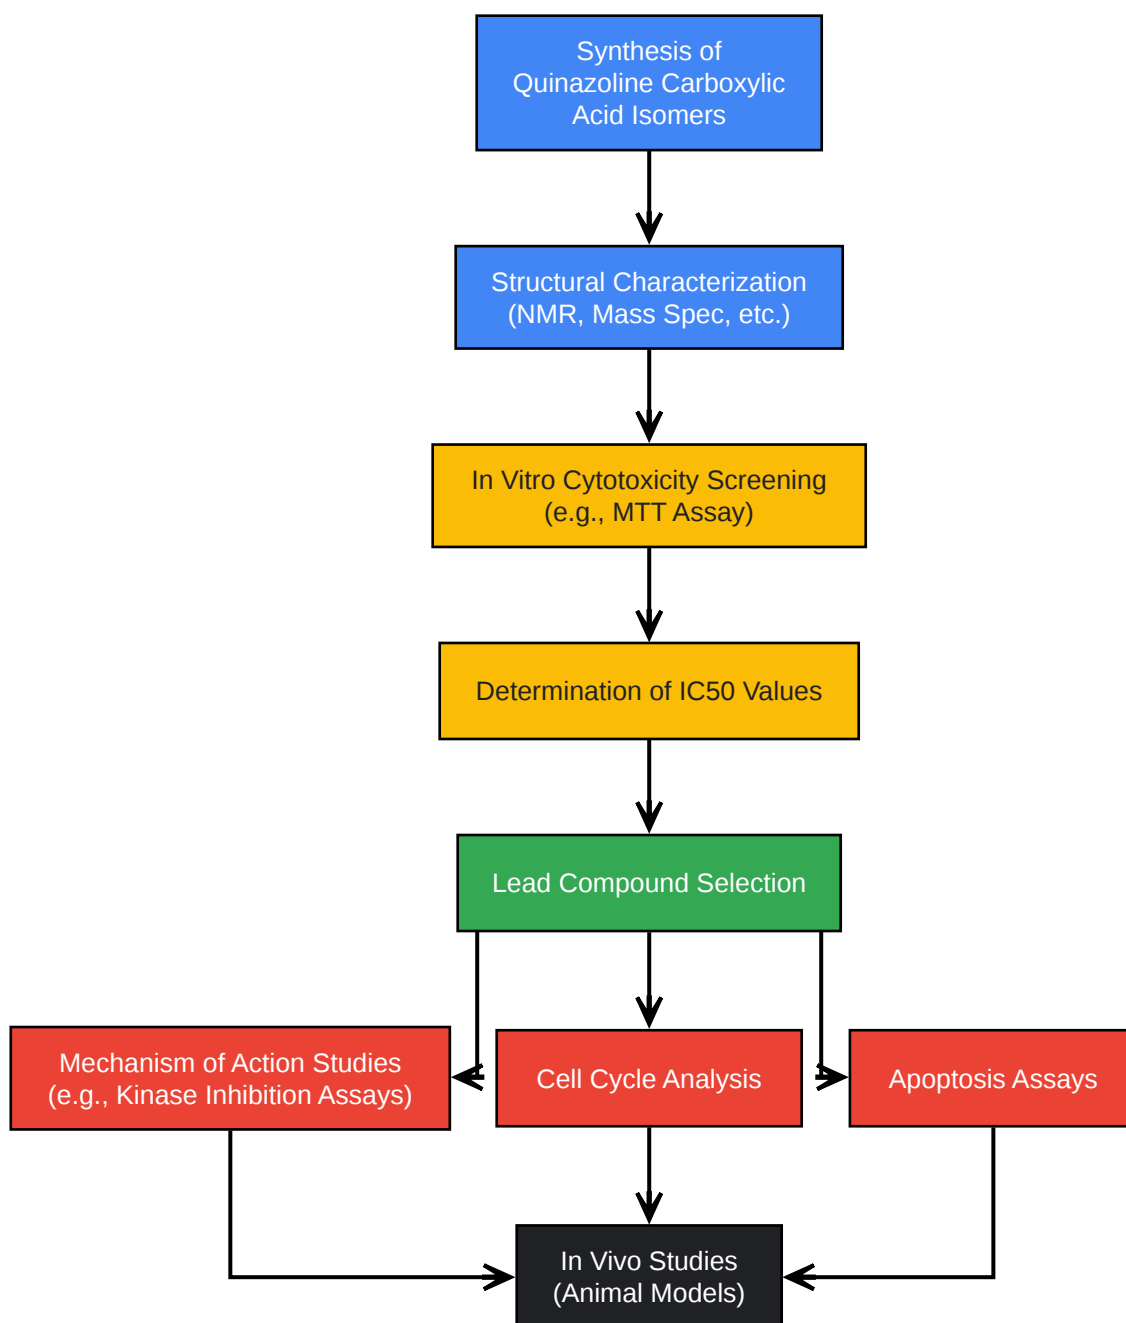 Synthesis of
Quinazoline Carboxylic
Acid Isomers
Structural Characterization
(NMR, Mass Spec, etc.)
In Vitro Cytotoxicity Screening
(e.g., MTT Assay)
Determination of IC50 Values
Lead Compound Selection
Mechanism of Action Studies
(e.g., Kinase Inhibition Assays)
Cell Cycle Analysis
Apoptosis Assays
In Vivo Studies
(Animal Models)